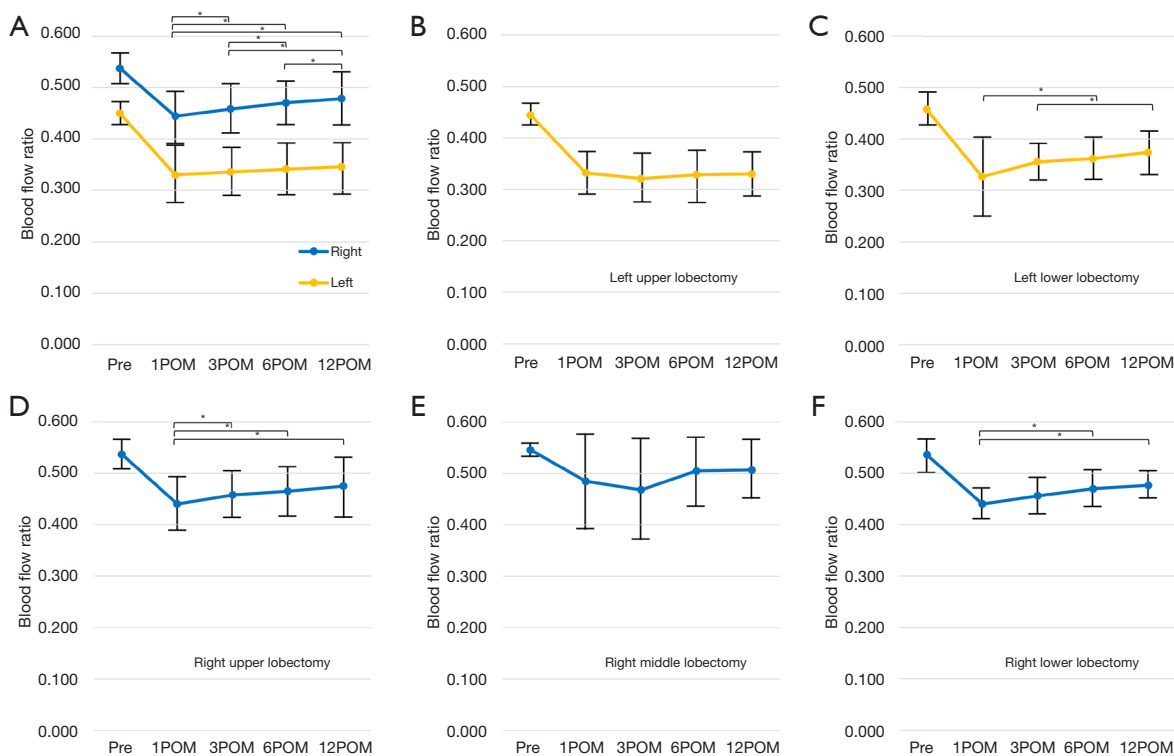 A
Blood flow ratio
0.600
0.500
0.400
0.300
0.200
0.100
0.000
* * * * * *
Right
Left
Pre 1POM 3POM 6POM 12POM
B
Blood flow ratio
0.600
0.500
0.400
0.300
0.200
0.100
0.000
Left upper lobectomy
Pre 1POM 3POM 6POM 12POM
C
Blood flow ratio
0.600
0.500
0.400
0.300
0.200
0.100
0.000
* *
Left lower lobectomy
Pre 1POM 3POM 6POM 12POM
D
Blood flow ratio
0.600
0.500
0.400
0.300
0.200
0.100
0.000
* * *
Right upper lobectomy
Pre 1POM 3POM 6POM 12POM
E
Blood flow ratio
0.600
0.500
0.400
0.300
0.200
0.100
0.000
Right middle lobectomy
Pre 1POM 3POM 6POM 12POM
F
Blood flow ratio
0.600
0.500
0.400
0.300
0.200
0.100
0.000
* *
Right lower lobectomy
Pre 1POM 3POM 6POM 12POM